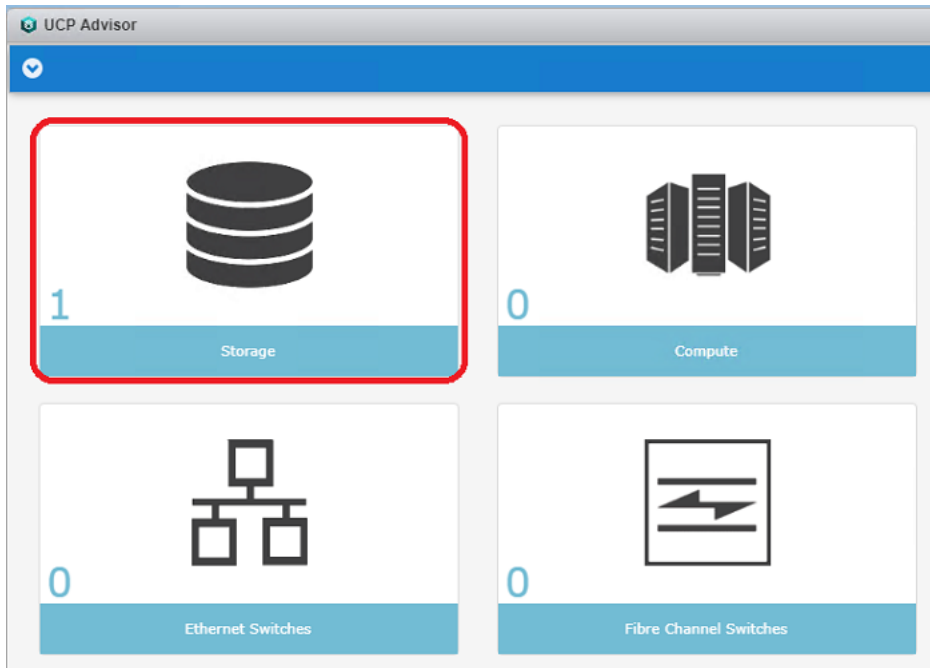 UCP Advisor
1
Storage
0
Compute
0
Ethernet Switches
0
Fibre Channel Switches